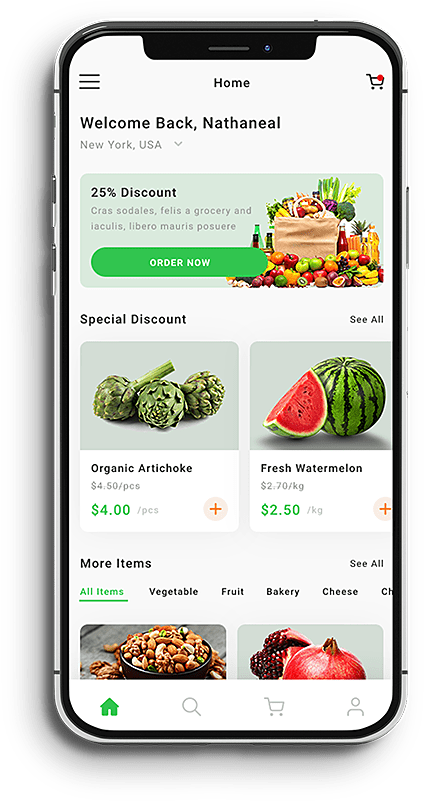 Home
Welcome Back, Nathaneal
New York, USA
25% Discount
Cras sodales, felis a grocery and
iaculis, libero mauris posuere
ORDER NOW
Special Discount
See All
Organic Artichoke
$4.50/pcs
$4.00 /pcs
Fresh Watermelon
$2.70/kg
$2.50 /kg
More Items
See All
All Items Vegetable Fruit Bakery Cheese Ch